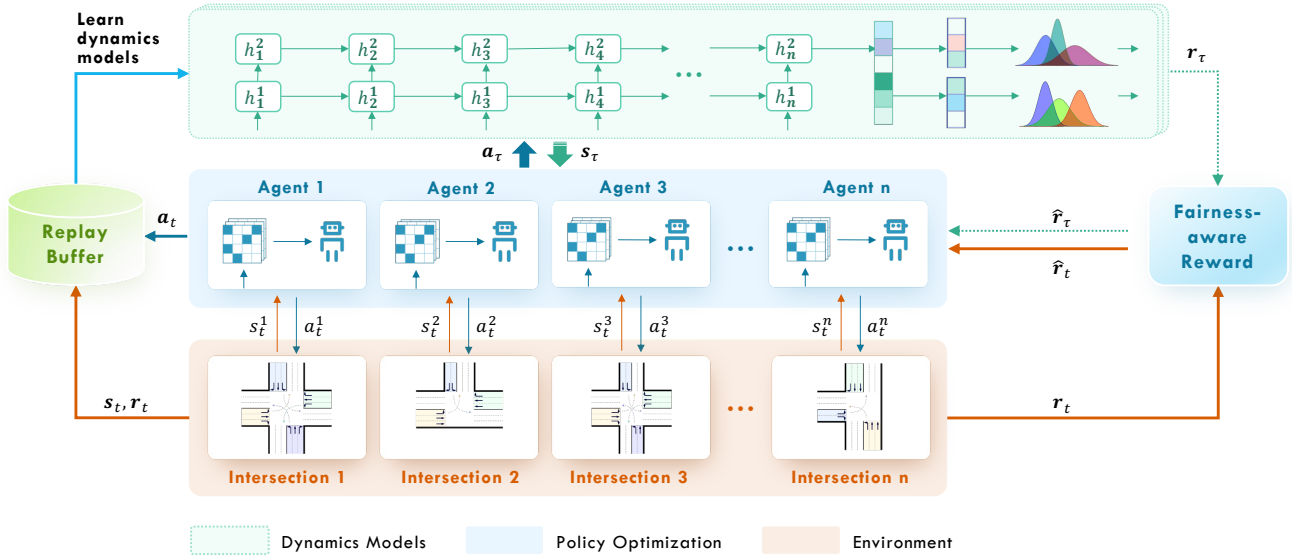 Learn
dynamics
models
h_1^2 h_2^2 h_3^2 h_4^2 ... h_n^2
h_1^1 h_2^1 h_3^1 h_4^1 h_n^1
r_τ
a_τ s_τ
Agent 1 Agent 2 Agent 3 Agent n
Replay
Buffer
a_t
...
r̂_τ
r̂_t
Fairness-
aware
Reward
s_t^1 a_t^1 s_t^2 a_t^2 s_t^3 a_t^3 s_t^n a_t^n
s_t, r_t
...
r_t
Intersection 1 Intersection 2 Intersection 3 Intersection n
Dynamics Models Policy Optimization Environment